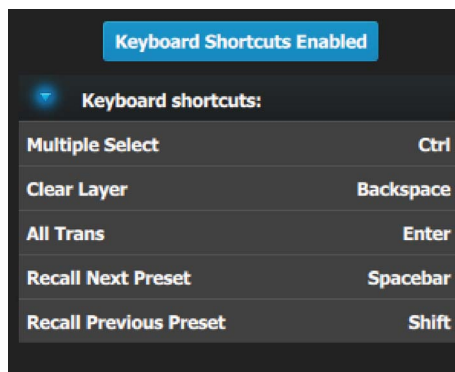 Keyboard Shortcuts Enabled
Keyboard shortcuts:
Multiple Select Ctrl
Clear Layer Backspace
All Trans Enter
Recall Next Preset Spacebar
Recall Previous Preset Shift